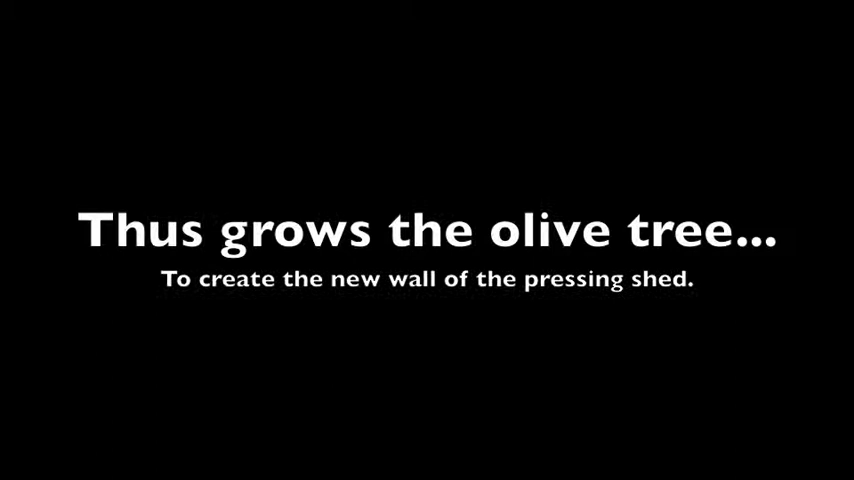 Thus grows the olive tree...
To create the new wall of the pressing shed.